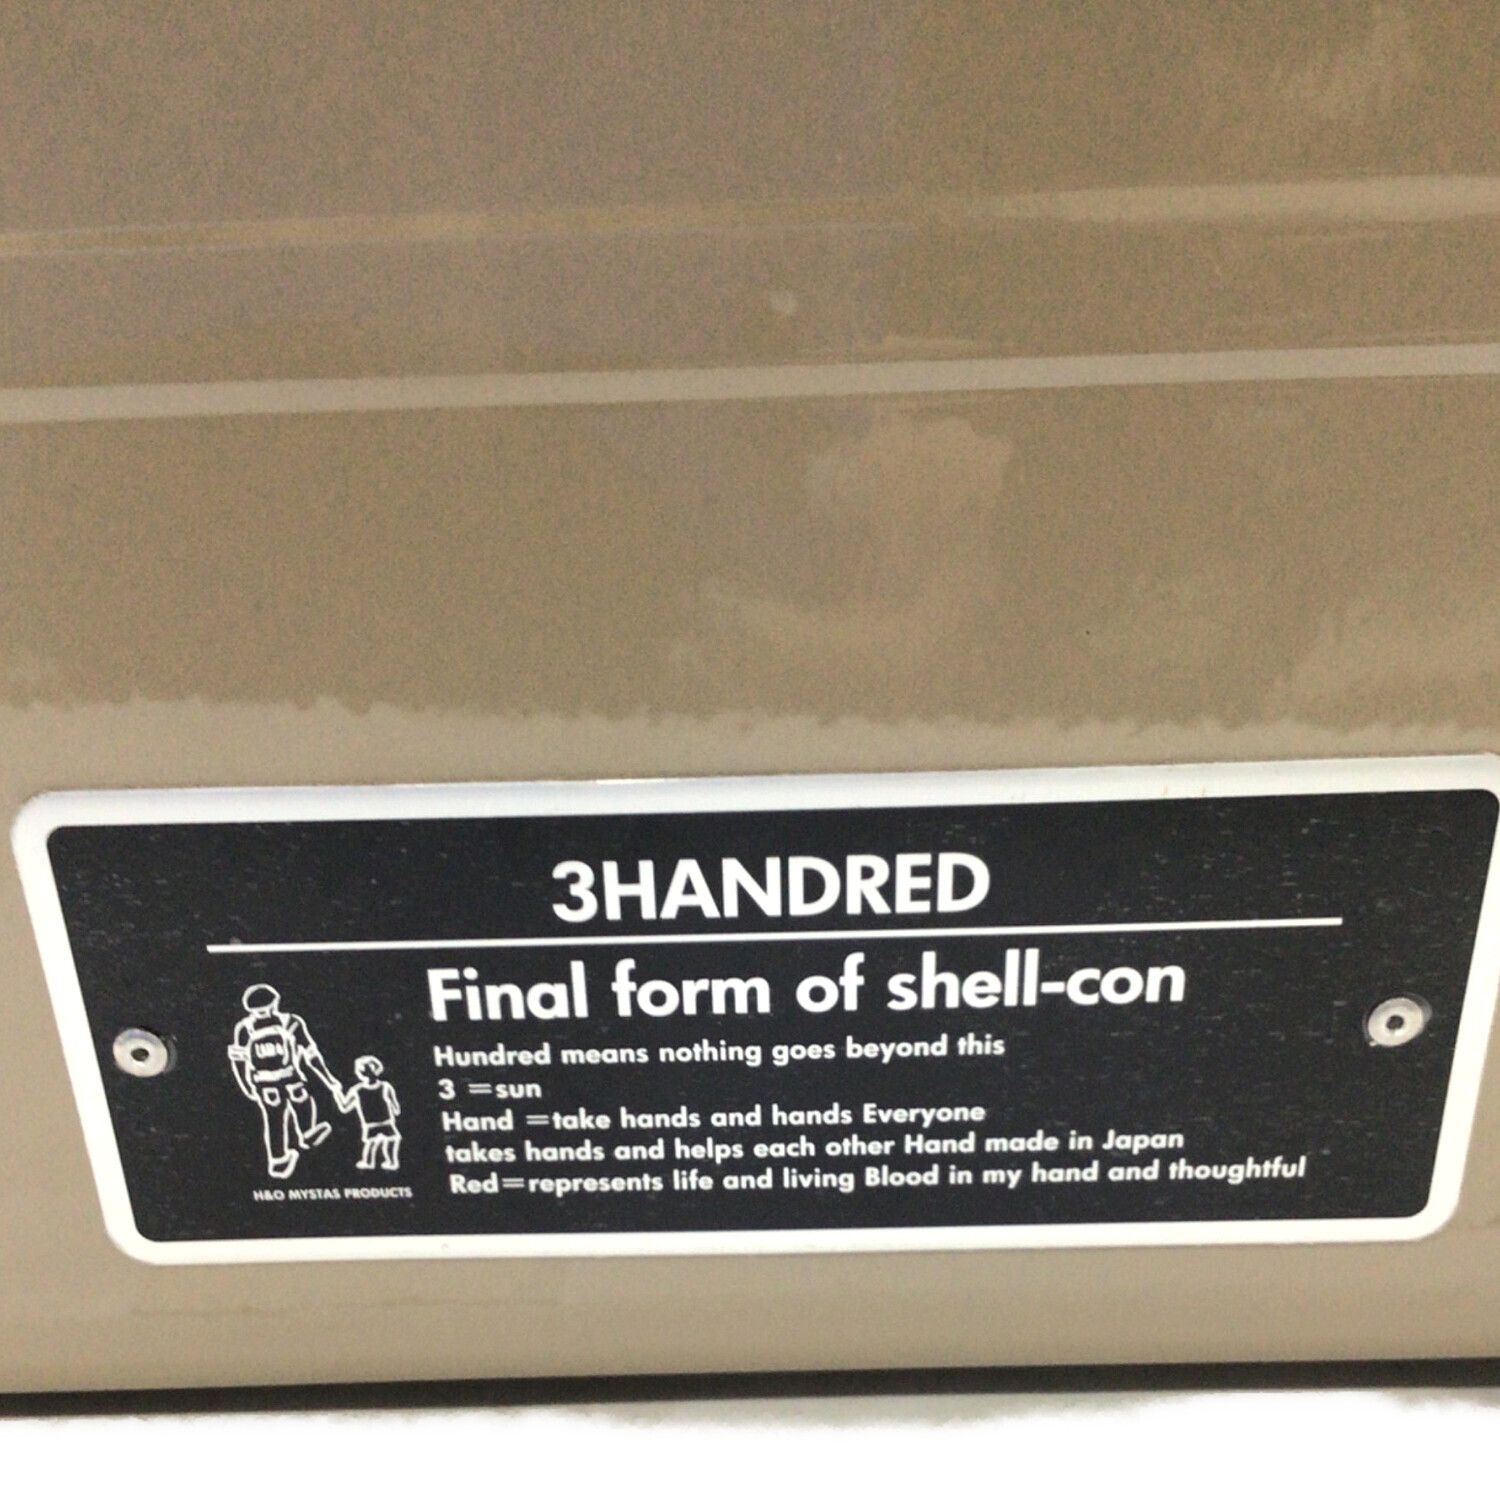 3HANDRED
Final form of shell-con
Hundred means nothing goes beyond this
3 =sun
Hand =take hands and hands Everyone
takes hands and helps each other Hand made in Japan
Red=represents life and living Blood in my hand and thoughtful
H&O MYSTAS PRODUCTS